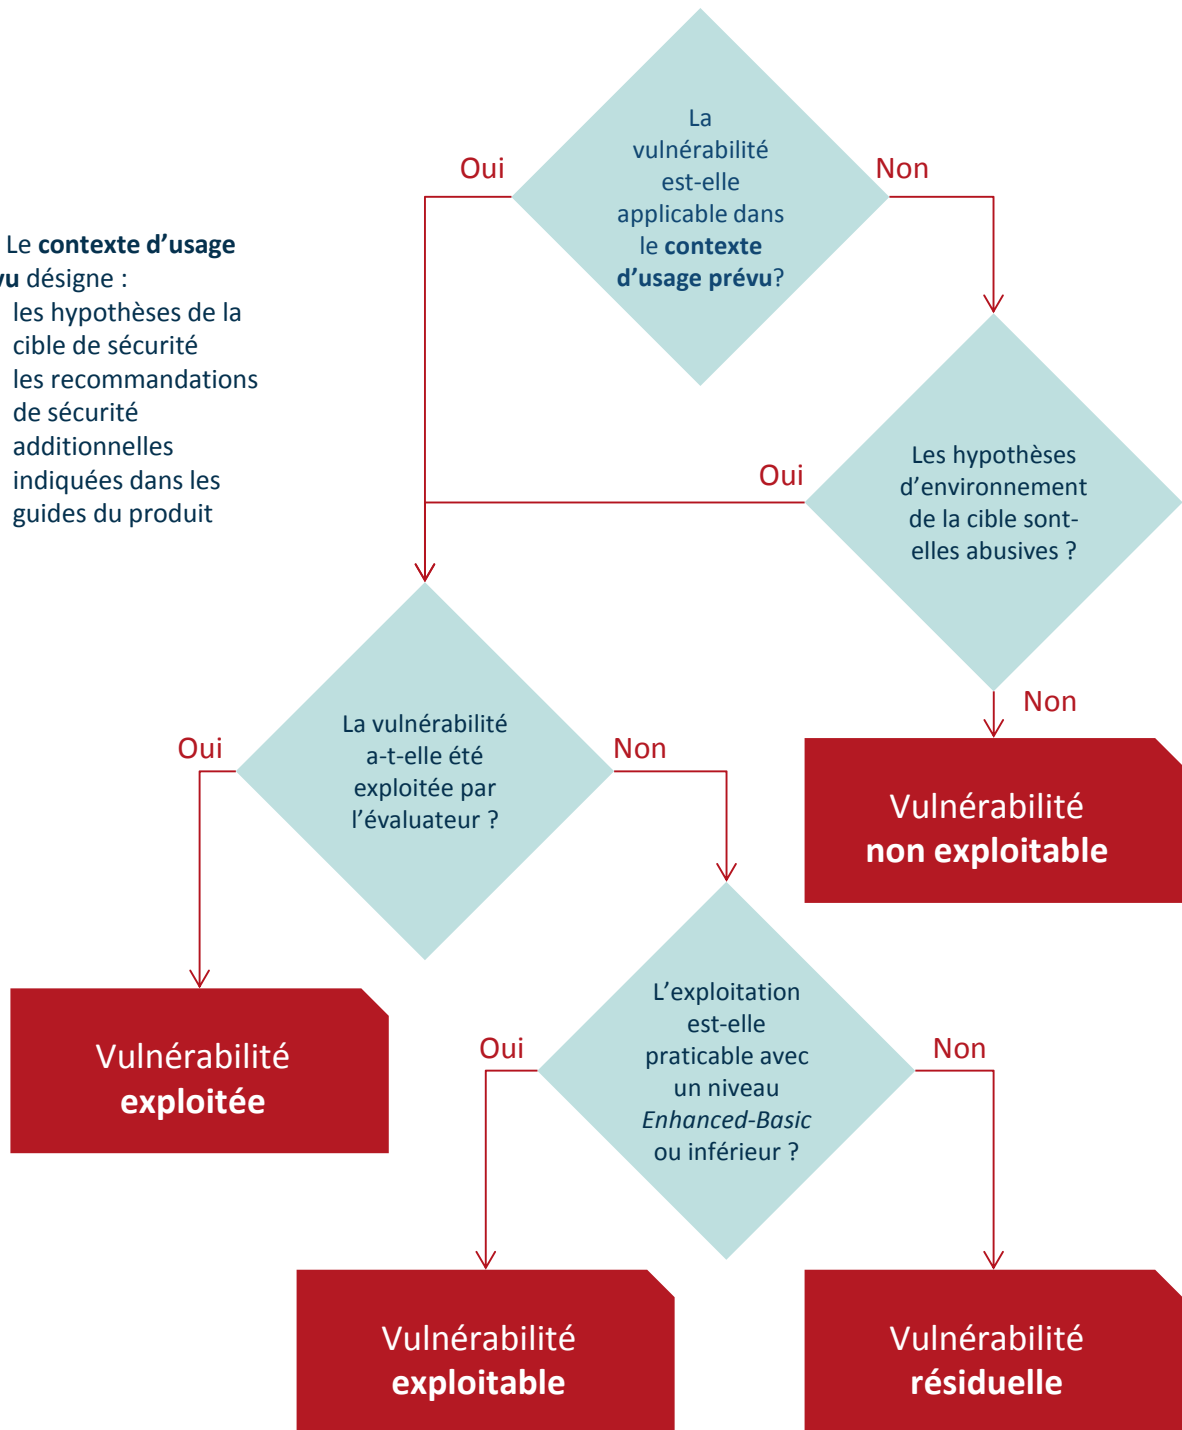 La
vulnérabilité
est-elle
applicable dans
le contexte
d'usage prévu?
Oui
Non
Le contexte d'usage
vu désigne :
les hypothèses de la
cible de sécurité
les recommandations
de sécurité
additionnelles
indiquées dans les
guides du produit
Les hypothèses
d'environnement
de la cible sont-
elles abusives ?
Oui
Non
La vulnérabilité
a-t-elle été
exploitée par
l'évaluateur ?
Oui
Non
Vulnérabilité
non exploitable
L'exploitation
est-elle
praticable avec
un niveau
Enhanced-Basic
ou inférieur ?
Oui
Non
Vulnérabilité
exploitée
Vulnérabilité
exploitable
Vulnérabilité
résiduelle